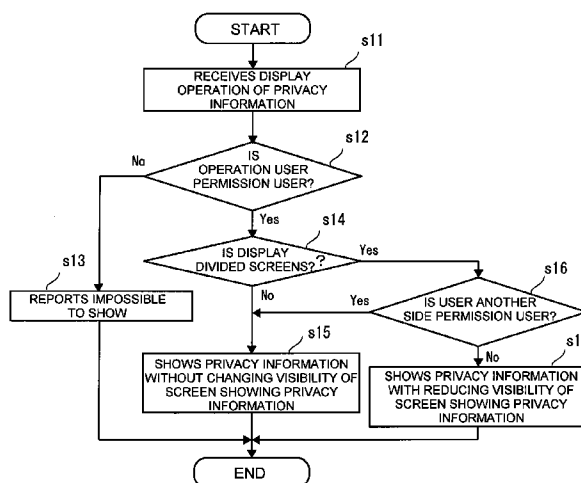 START
s11
RECEIVES DISPLAY
OPERATION OF PRIVACY
INFORMATION
s12
No
IS
OPERATION USER
PERMISSION USER?
Yes
s14
IS DISPLAY
DIVIDED SCREENS??
Yes
s13
REPORTS IMPOSSIBLE
TO SHOW
No
s16
Yes
IS USER ANOTHER
SIDE PERMISSION USER?
s15
No
SHOWS PRIVACY INFORMATION
WITHOUT CHANGING VISIBILITY OF
SCREEN SHOWING PRIVACY
INFORMATION
SHOWS PRIVACY INFORMATION
WITH REDUCING VISIBILITY OF
SCREEN SHOWING PRIVACY
INFORMATION
END